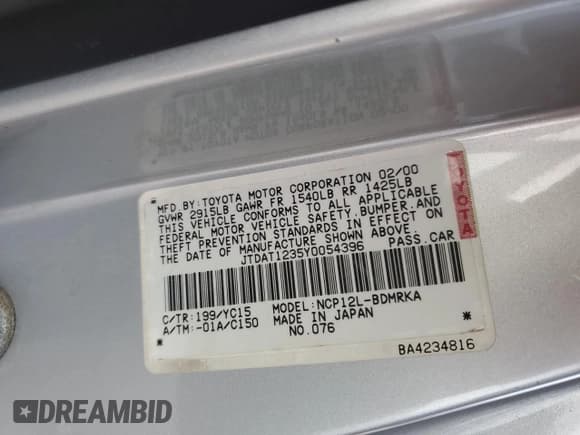 MFD.BY:TOYOTA MOTOR CORPORATION 02/00
GVWR 2915LB GAWR FR 1540LB RR 1425LB
THIS VEHICLE CONFORMS TO ALL APPLICABLE
FEDERAL MOTOR VEHICLE SAFETY,BUMPER,AND
THEFT PREVENTION STANDARDS IN EFFECT ON
THE DATE OF MANUFACTURE SHOWN ABOVE.
JTDAT1235Y0054396 PASS.CAR
C/TR:199/YC15 MODEL:NCP12L-BDMRKA
A/TM:-01A/C150 MADE IN JAPAN
NO.076
BA4234816
TOYOTA
DREAMBID